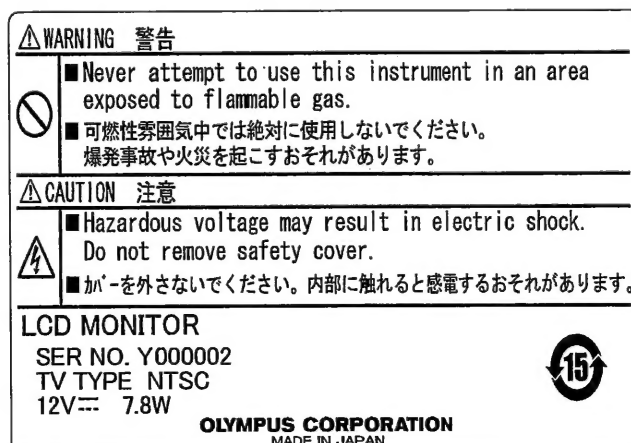 ⚠WARNING 警告
■Never attempt to use this instrument in an area
exposed to flammable gas.
■可燃性雰囲気中では絶対に使用しないでください。
爆発事故や火災を起こすおそれがあります。
⚠CAUTION 注意
■Hazardous voltage may result in electric shock.
Do not remove safety cover.
■ｶﾊﾞｰを外さないでください。内部に触れると感電するおそれがあります。
LCD MONITOR
SER NO. Y000002
TV TYPE NTSC
12V⎓ 7.8W
15
OLYMPUS CORPORATION
MADE IN JAPAN